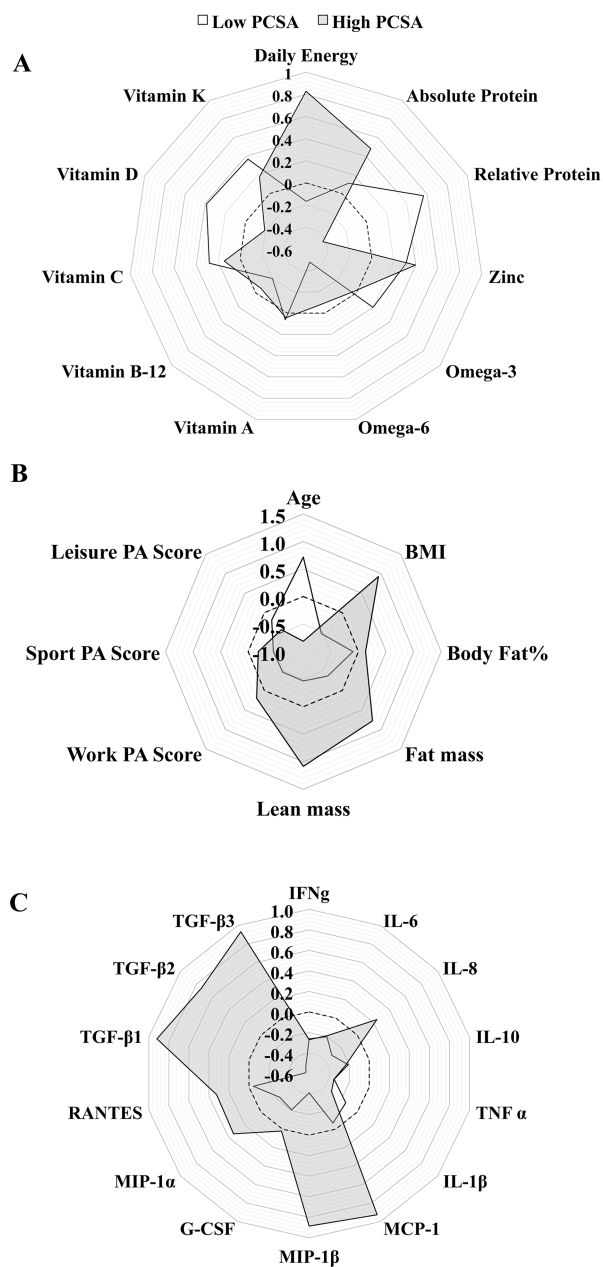 Low PCSA High PCSA
A
Daily Energy
Vitamin K 1 Absolute Protein
0.8
0.6
0.4
Vitamin D 0.2 Relative Protein
0
-0.2
-0.4
Vitamin C -0.6 Zinc
Vitamin B-12 Omega-3
Vitamin A Omega-6
B
Age
1.5
Leisure PA Score 1.0 BMI
0.5
0.0
-0.5
Sport PA Score -1.0 Body Fat%
Work PA Score Fat mass
Lean mass
C
IFNg
TGF-β3 1.0 IL-6
0.8
0.6
TGF-β2 0.4 IL-8
0.2
0.0
TGF-β1 -0.2 IL-10
-0.4
-0.6
RANTES TNF α
MIP-1α IL-1β
G-CSF MCP-1
MIP-1β